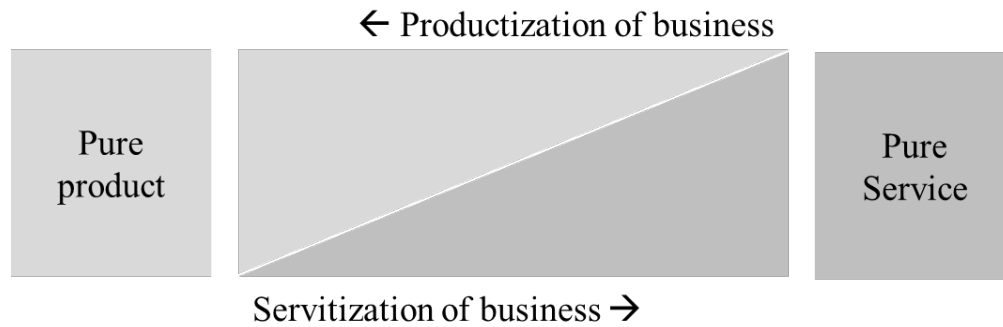 ← Productization of business
Pure
product
Pure
Service
Servitization of business →